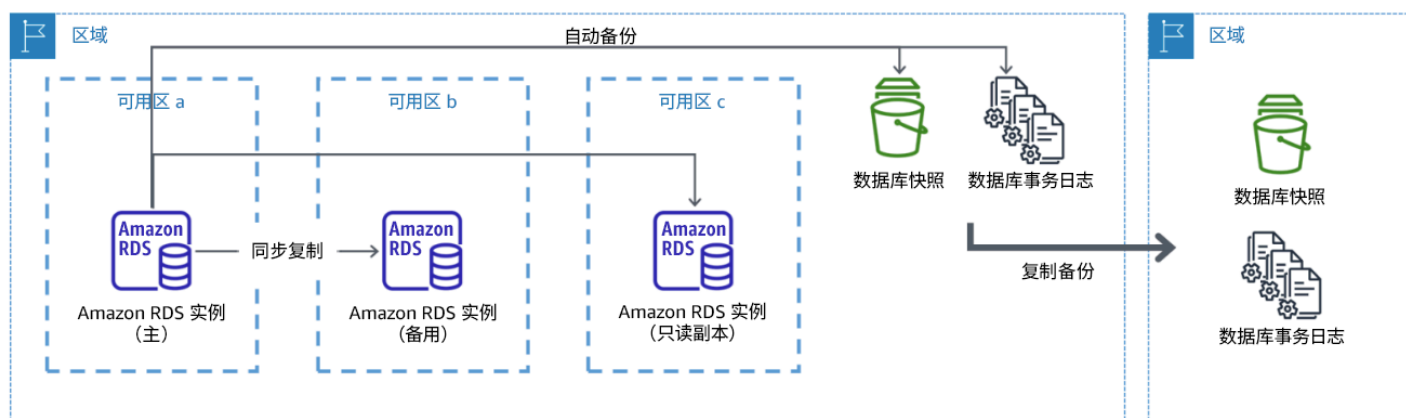 区域
自动备份
区域
可用区 a
可用区 b
可用区 c
数据库快照
数据库事务日志
数据库快照
Amazon
RDS
同步复制
Amazon
RDS
Amazon
RDS
复制备份
Amazon RDS 实例
（主）
Amazon RDS 实例
（备用）
Amazon RDS 实例
（只读副本）
数据库事务日志